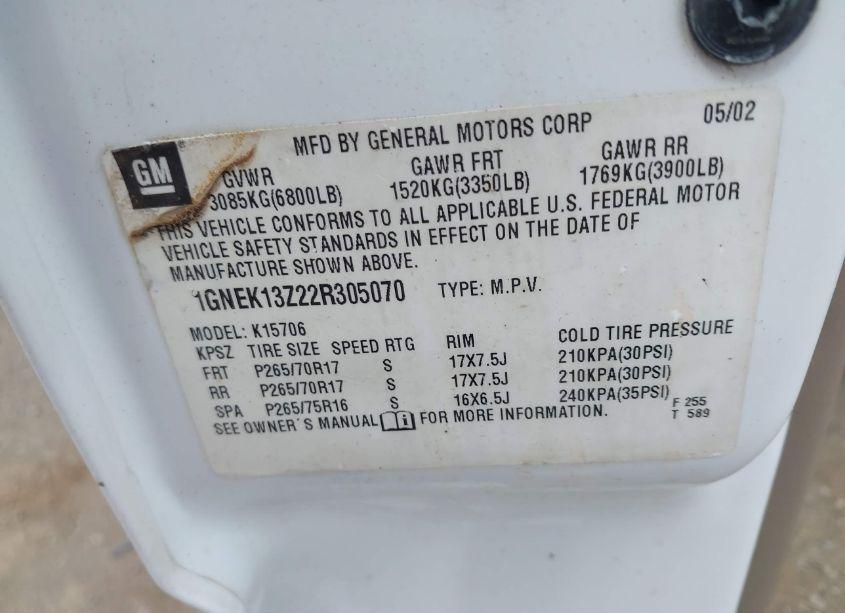 05/02
MFD BY GENERAL MOTORS CORP
GM
GVWR GAWR FRT GAWR RR
3085KG(6800LB) 1520KG(3350LB) 1769KG(3900LB)
THIS VEHICLE CONFORMS TO ALL APPLICABLE U.S. FEDERAL MOTOR
VEHICLE SAFETY STANDARDS IN EFFECT ON THE DATE OF
MANUFACTURE SHOWN ABOVE.
1GNEK13Z22R305070 TYPE: M.P.V.
MODEL: K15706
KPSZ TIRE SIZE SPEED RTG RIM COLD TIRE PRESSURE
FRT P265/70R17 S 17X7.5J 210KPA(30PSI)
RR P265/70R17 S 17X7.5J 210KPA(30PSI)
SPA P265/75R16 S 16X6.5J 240KPA(35PSI) F 255
SEE OWNER'S MANUAL i FOR MORE INFORMATION. T 589